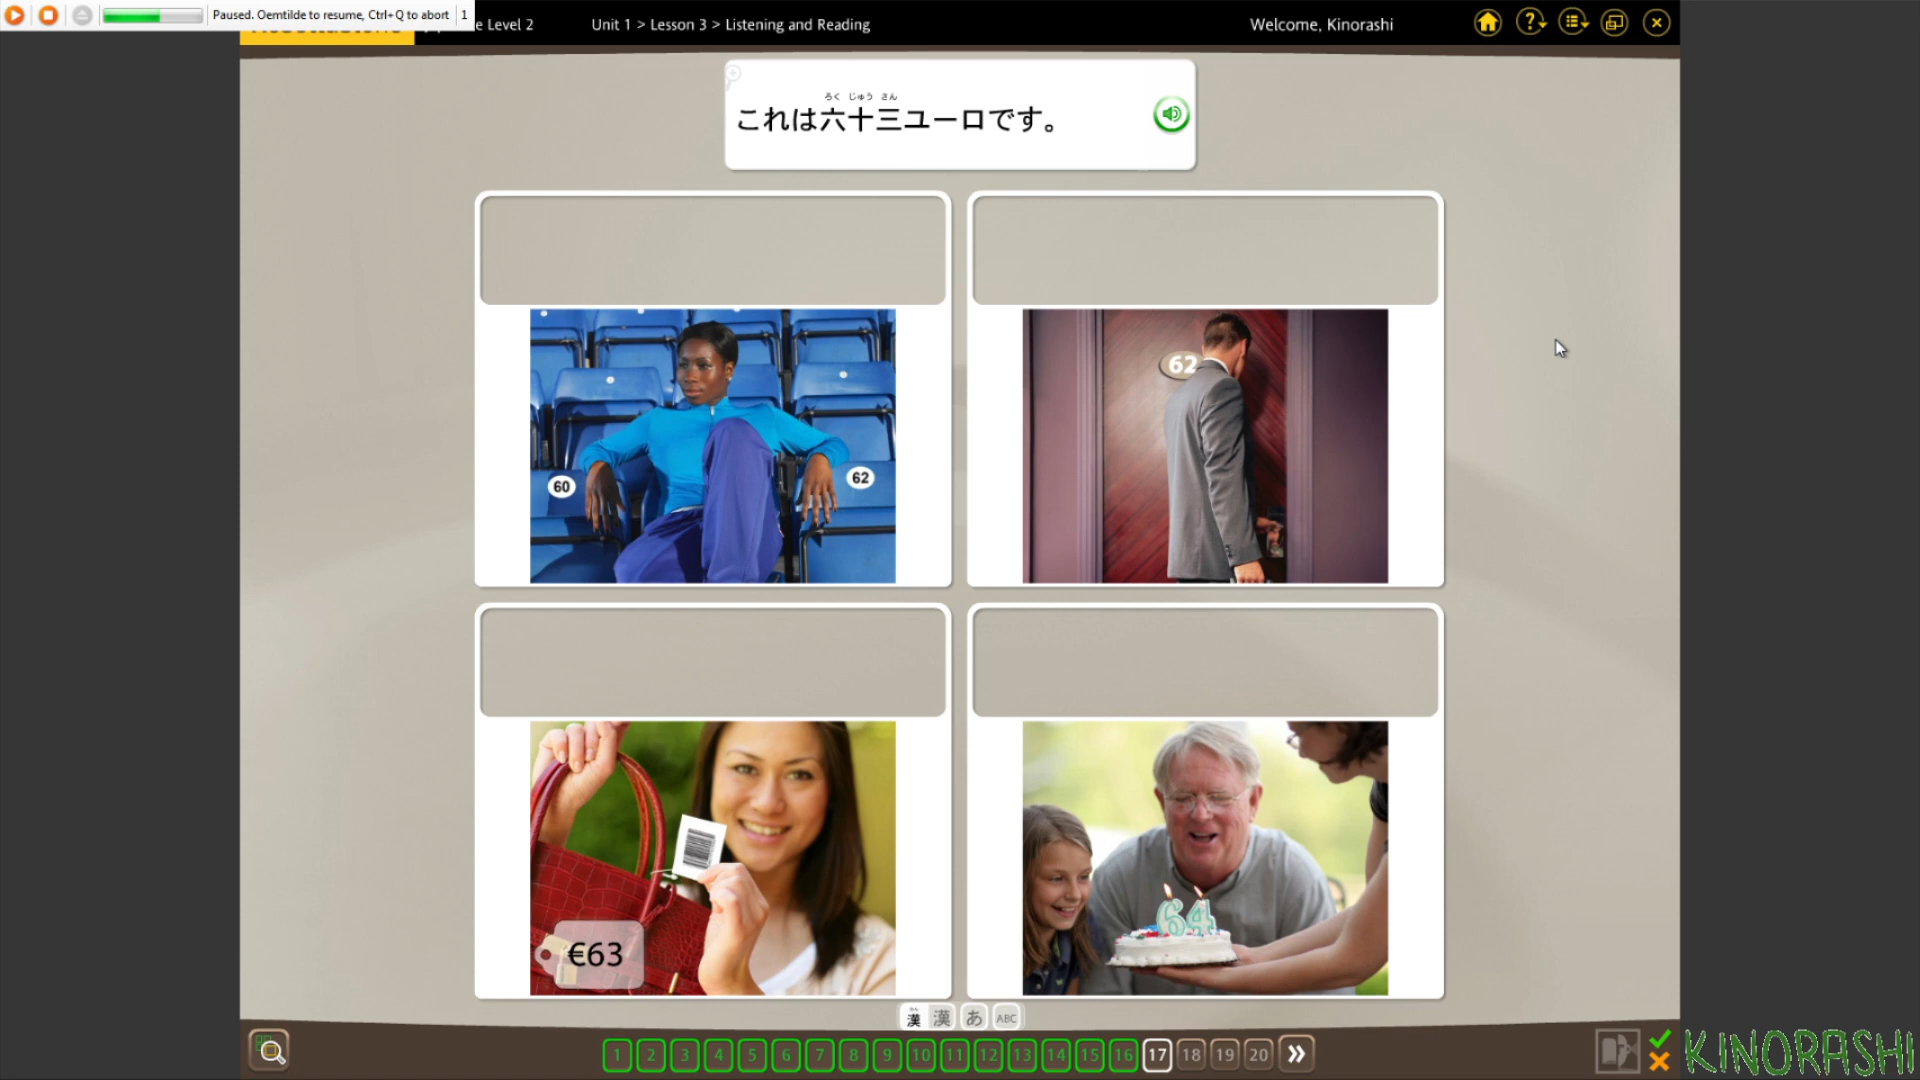 Paused. Oemtilde to resume, Ctrl+Q to abort 1
e Level 2
Unit 1 > Lesson 3 > Listening and Reading
Welcome, Kinorashi
ろく じゅう さん
これは六十三ユーロです。
60
62
62
€63
64
漢 漢 あ ABC
1 2 3 4 5 6 7 8 9 10 11 12 13 14 15 16 17 18 19 20
KINORASHI